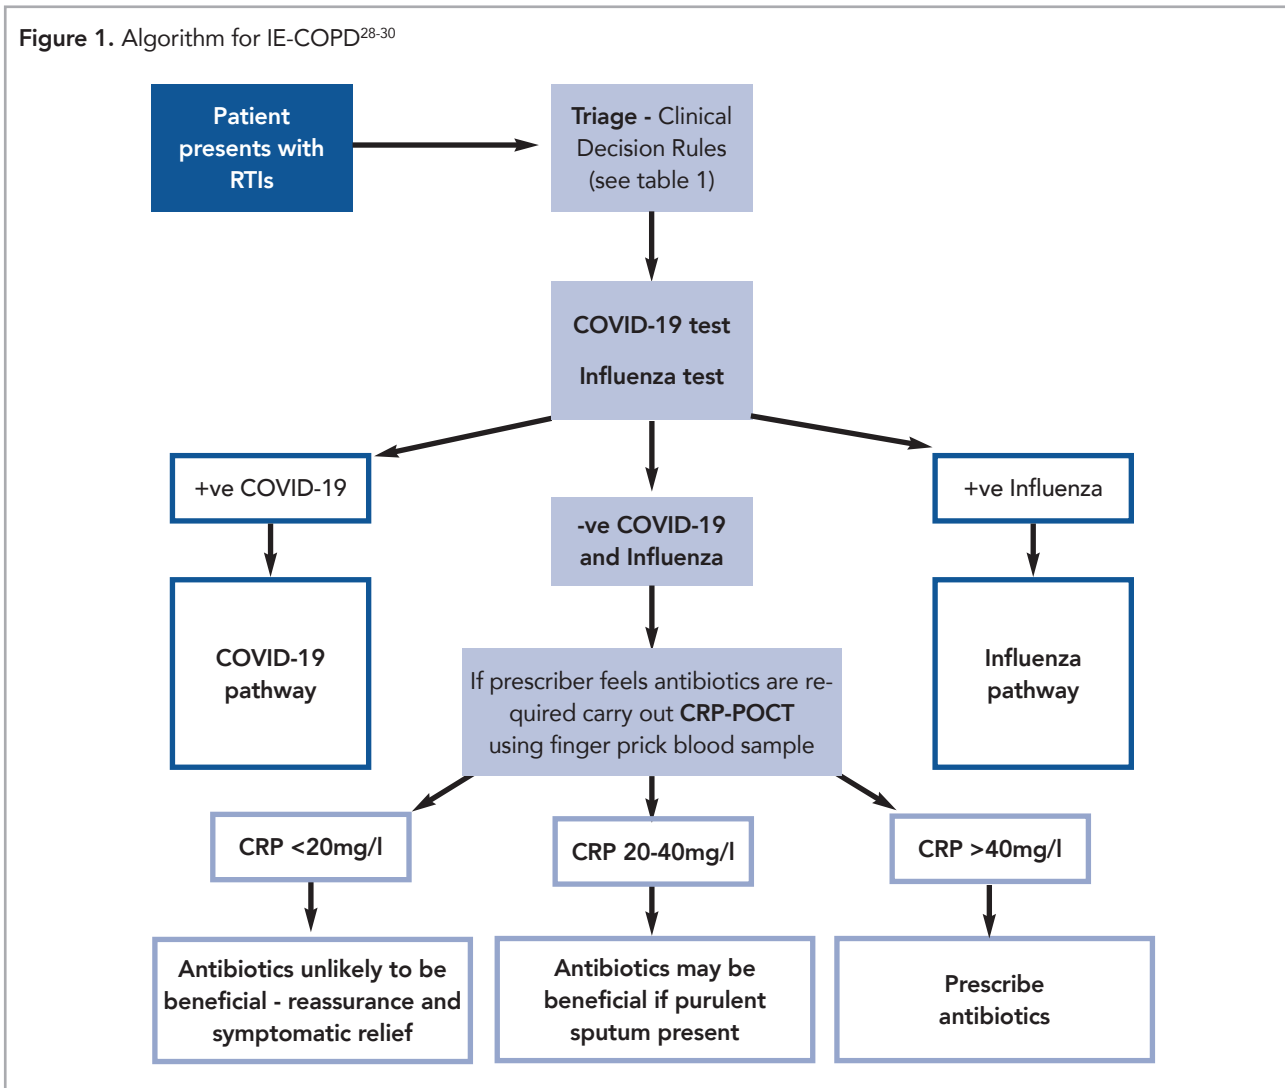 Figure 1. Algorithm for IE-COPD28-30
Patient
presents with
RTIs
Triage - Clinical
Decision Rules
(see table 1)
COVID-19 test
Influenza test
+ve COVID-19
-ve COVID-19
and Influenza
+ve Influenza
COVID-19
pathway
Influenza
pathway
If prescriber feels antibiotics are re-
quired carry out CRP-POCT
using finger prick blood sample
CRP <20mg/l
CRP 20-40mg/l
CRP >40mg/l
Antibiotics unlikely to be
beneficial - reassurance and
symptomatic relief
Antibiotics may be
beneficial if purulent
sputum present
Prescribe
antibiotics